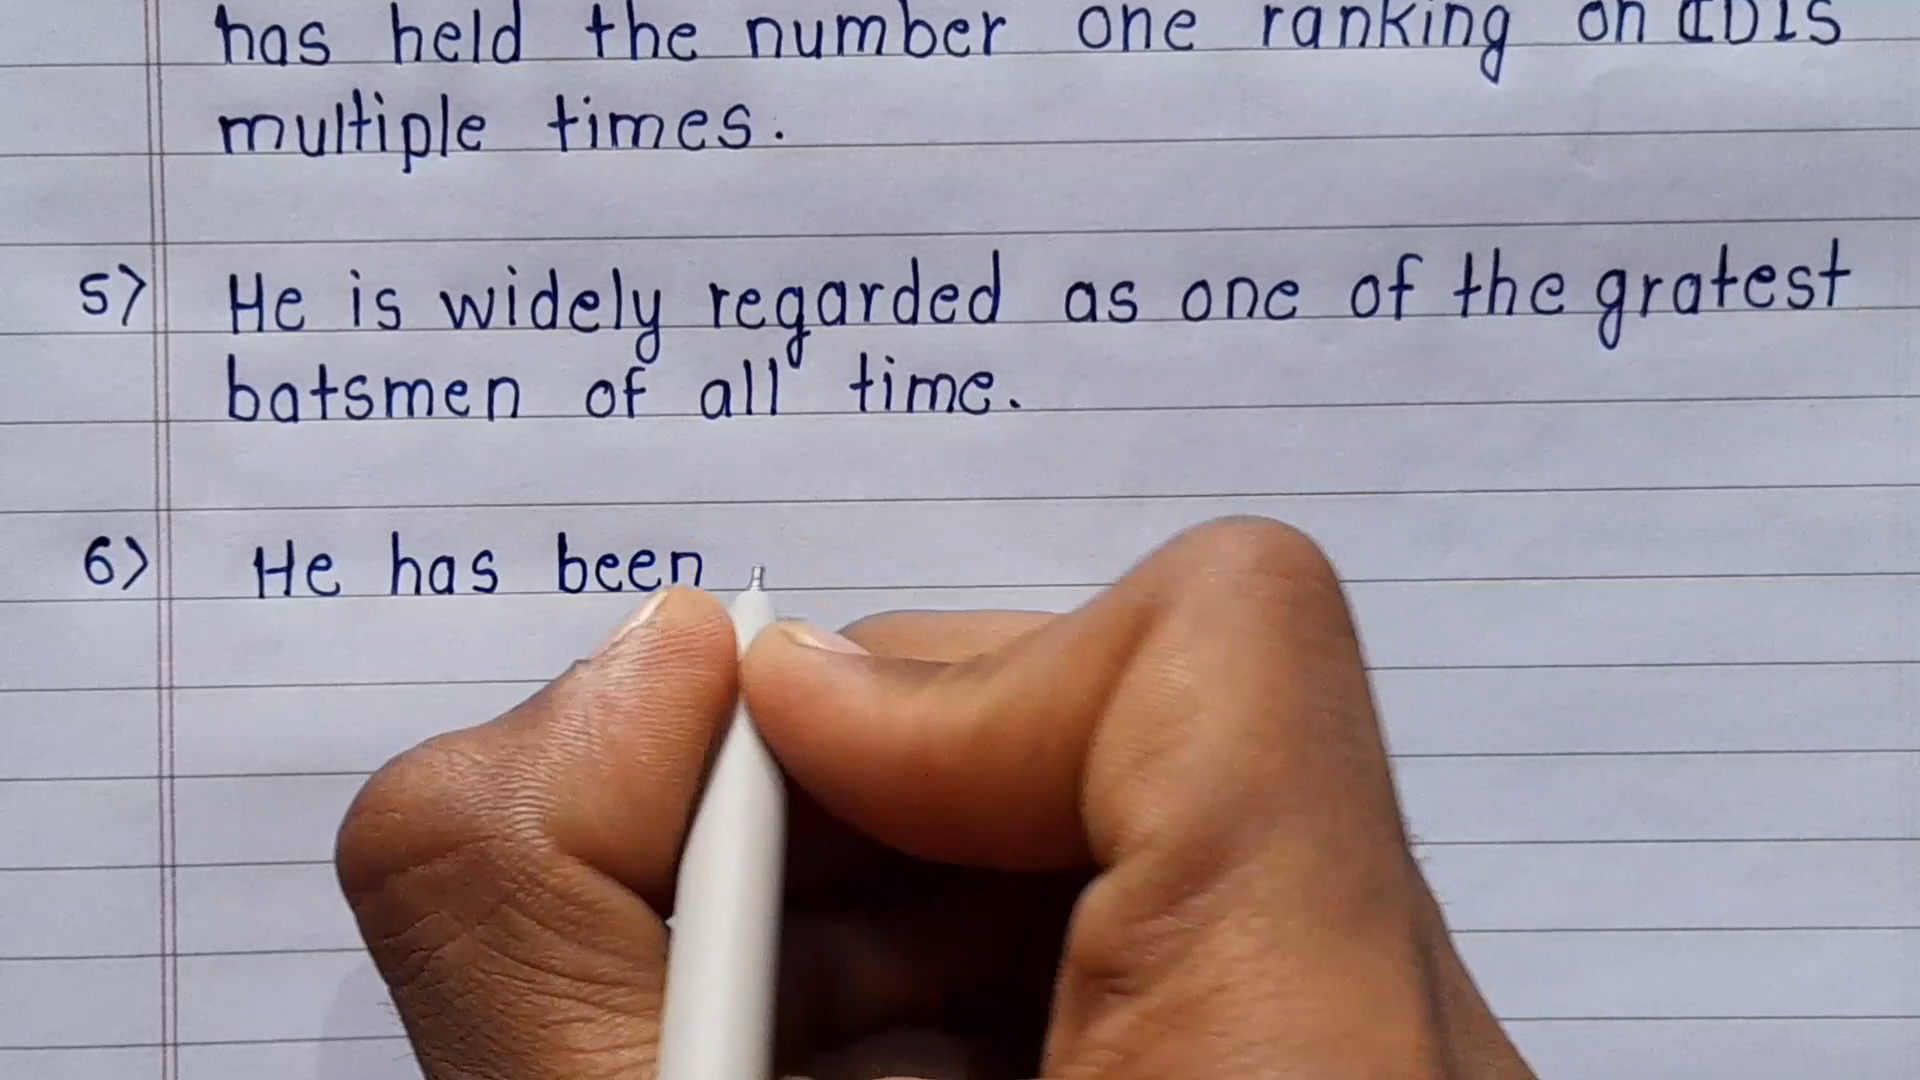 has held the number one ranking on
multiple times.
5) He is widely regarded as one of the gratest
batsmen of all time.
6) He has been